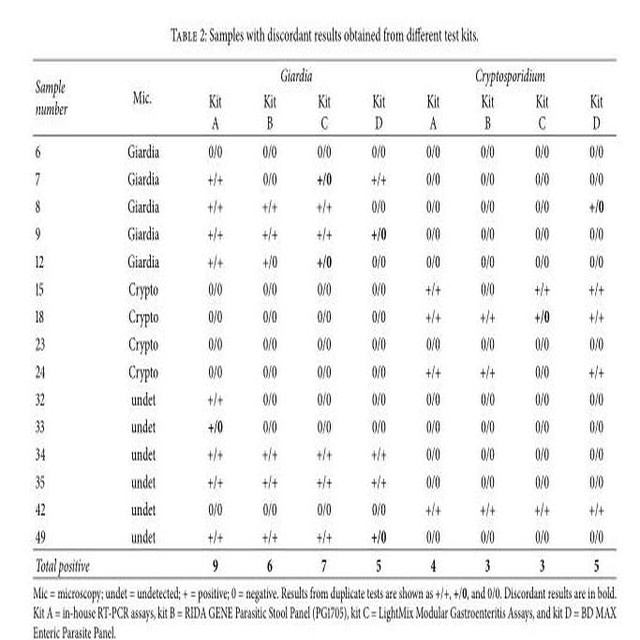 TABLE 2: Samples with discordant results obtained from different test kits.
Sample number Mic. Giardia Cryptosporidium
Kit A Kit B Kit C Kit D Kit A Kit B Kit C Kit D
6 Giardia 0/0 0/0 0/0 0/0 0/0 0/0 0/0 0/0
7 Giardia +/+ 0/0 +/0 +/+ 0/0 0/0 0/0 0/0
8 Giardia +/+ +/+ +/+ 0/0 0/0 0/0 0/0 +/0
9 Giardia +/+ +/+ +/+ +/0 0/0 0/0 0/0 0/0
12 Giardia +/+ +/0 +/0 0/0 0/0 0/0 0/0 0/0
15 Crypto 0/0 0/0 0/0 0/0 +/+ 0/0 +/+ +/+
18 Crypto 0/0 0/0 0/0 0/0 +/+ +/+ +/0 +/+
23 Crypto 0/0 0/0 0/0 0/0 0/0 0/0 0/0 0/0
24 Crypto 0/0 0/0 0/0 0/0 +/+ +/+ 0/0 +/+
32 undet +/+ 0/0 0/0 0/0 0/0 0/0 0/0 0/0
33 undet +/0 0/0 0/0 0/0 0/0 0/0 0/0 0/0
34 undet +/+ +/+ +/+ +/+ 0/0 0/0 0/0 0/0
35 undet +/+ +/+ +/+ +/+ 0/0 0/0 0/0 0/0
42 undet 0/0 0/0 0/0 0/0 +/+ +/+ +/+ +/+
49 undet +/+ +/+ +/+ +/0 0/0 0/0 0/0 0/0
Total positive 9 6 7 5 4 3 3 5
Mic = microscopy; undet = undetected; + = positive; 0 = negative. Results from duplicate tests are shown as +/+, +/0, and 0/0. Discordant results are in bold.
Kit A = in-house RT-PCR assays, kit B = RIDA GENE Parasitic Stool Panel (PG1705), kit C = LightMix Modular Gastroenteritis Assays, and kit D = BD MAX
Enteric Parasite Panel.